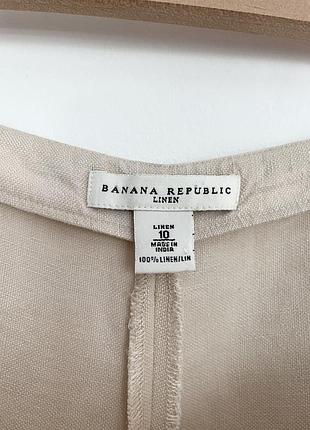 BANANA REPUBLIC
LINEN
LINEN
10
MADE IN
INDIA
100% LINEN/LIN